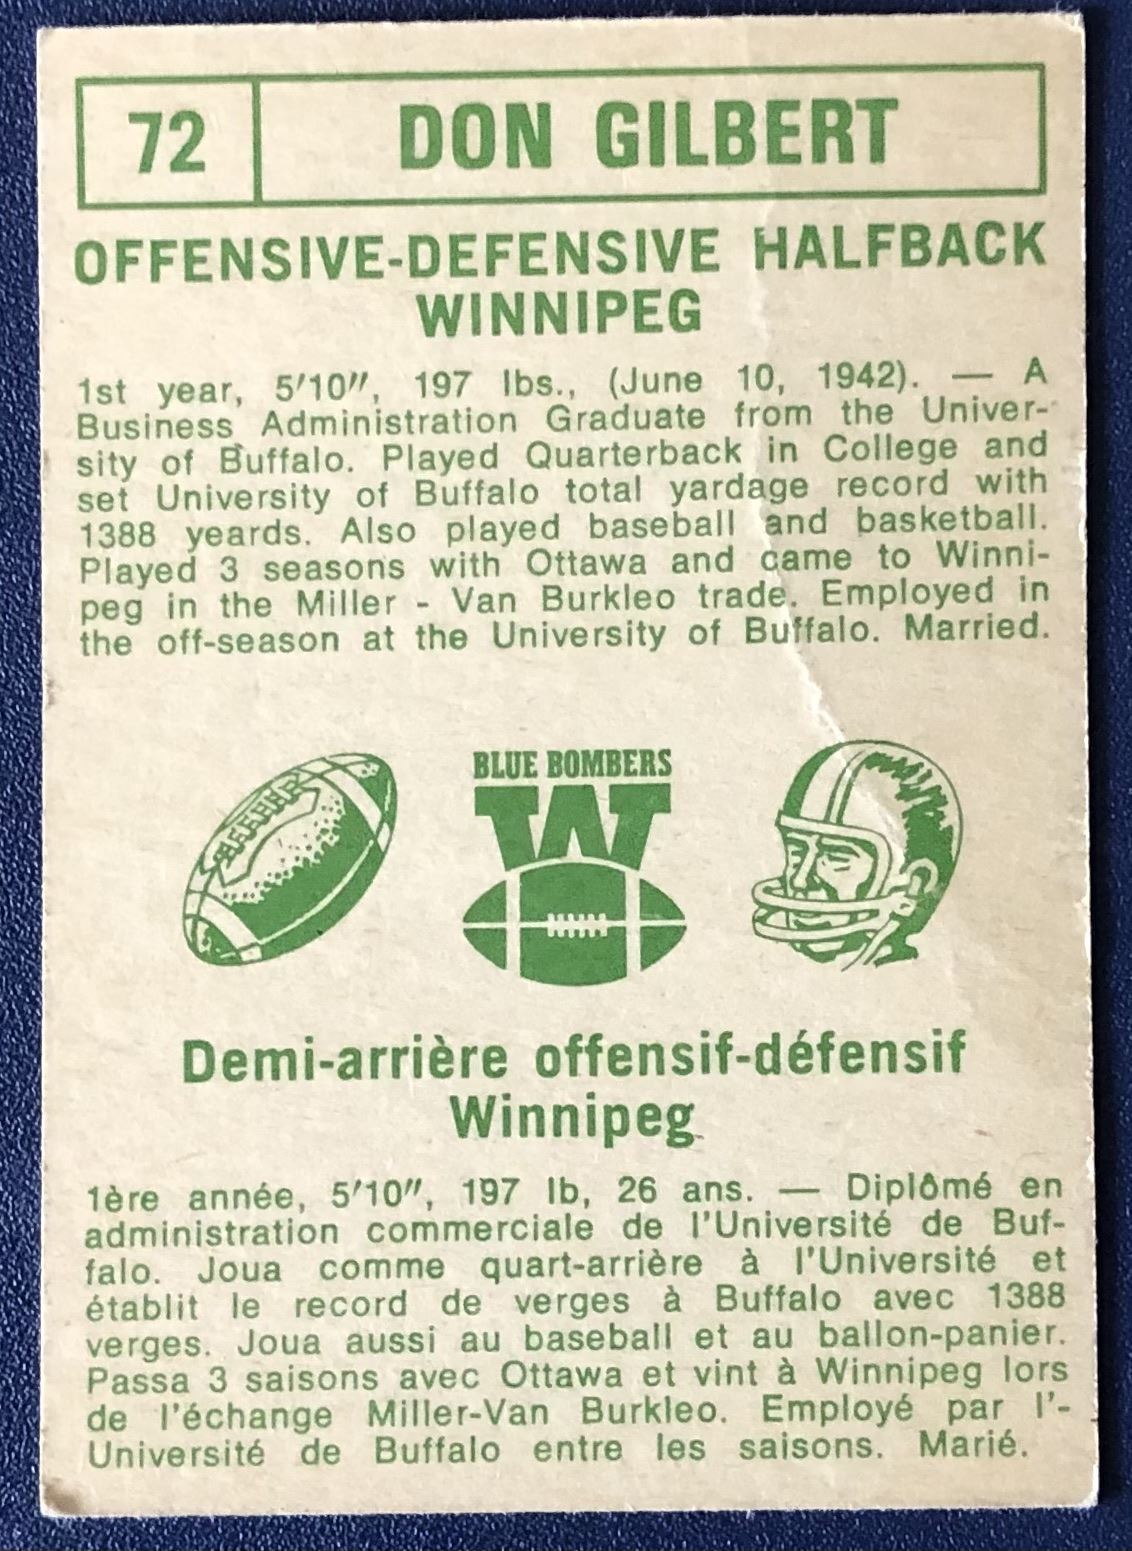 72
DON GILBERT
OFFENSIVE-DEFENSIVE HALFBACK
WINNIPEG
1st year, 5'10", 197 lbs., (June 10, 1942). — A
Business Administration Graduate from the Univer-
sity of Buffalo. Played Quarterback in College and
set University of Buffalo total yardage record with
1388 yeards. Also played baseball and basketball.
Played 3 seasons with Ottawa and came to Winni-
peg in the Miller - Van Burkleo trade. Employed in
the off-season at the University of Buffalo. Married.
BLUE BOMBERS
W
Demi-arrière offensif-défensif
Winnipeg
1ère année, 5'10", 197 lb, 26 ans. — Diplômé en
administration commerciale de l'Université de Buf-
falo. Joua comme quart-arrière à l'Université et
établit le record de verges à Buffalo avec 1388
verges. Joua aussi au baseball et au ballon-panier.
Passa 3 saisons avec Ottawa et vint à Winnipeg lors
de l'échange Miller-Van Burkleo. Employé par l'-
Université de Buffalo entre les saisons. Marié.